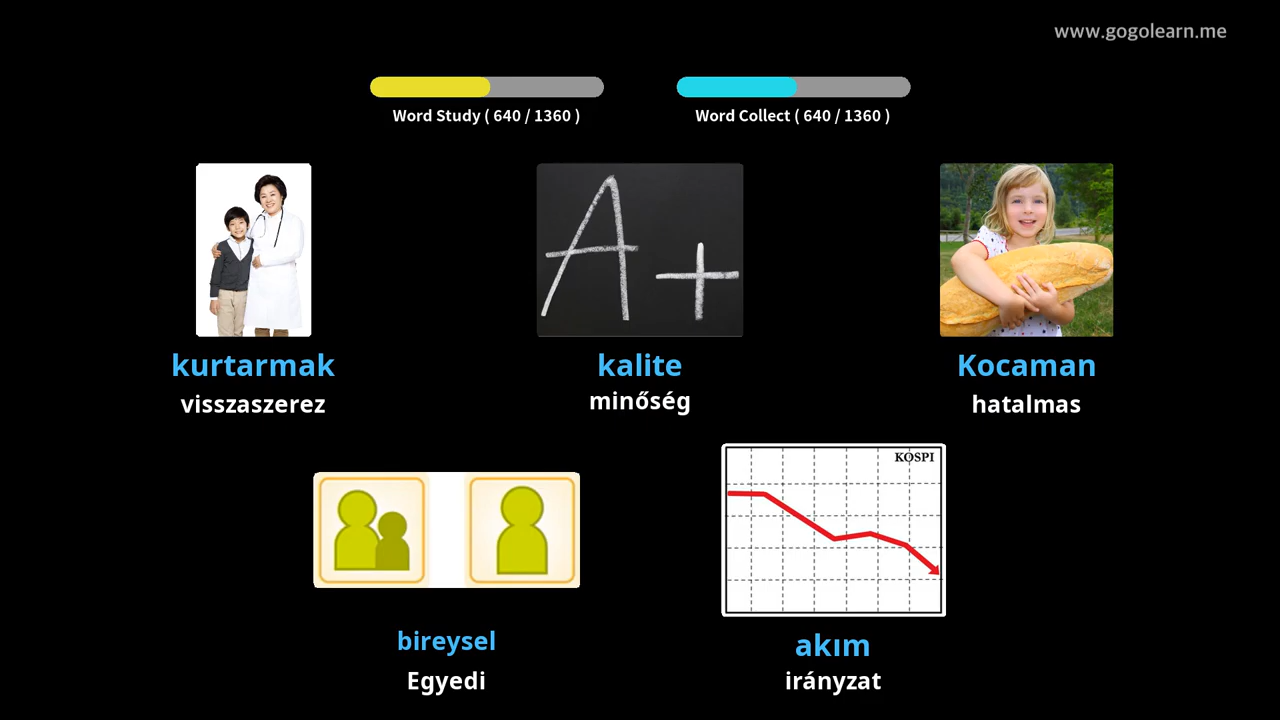 www.gogolearn.me
Word Study ( 640 / 1360 )
Word Collect ( 640 / 1360 )
A+
kurtarmak
visszaszerez
kalite
minőség
Kocaman
hatalmas
KOSPI
bireysel
Egyedi
akım
irányzat